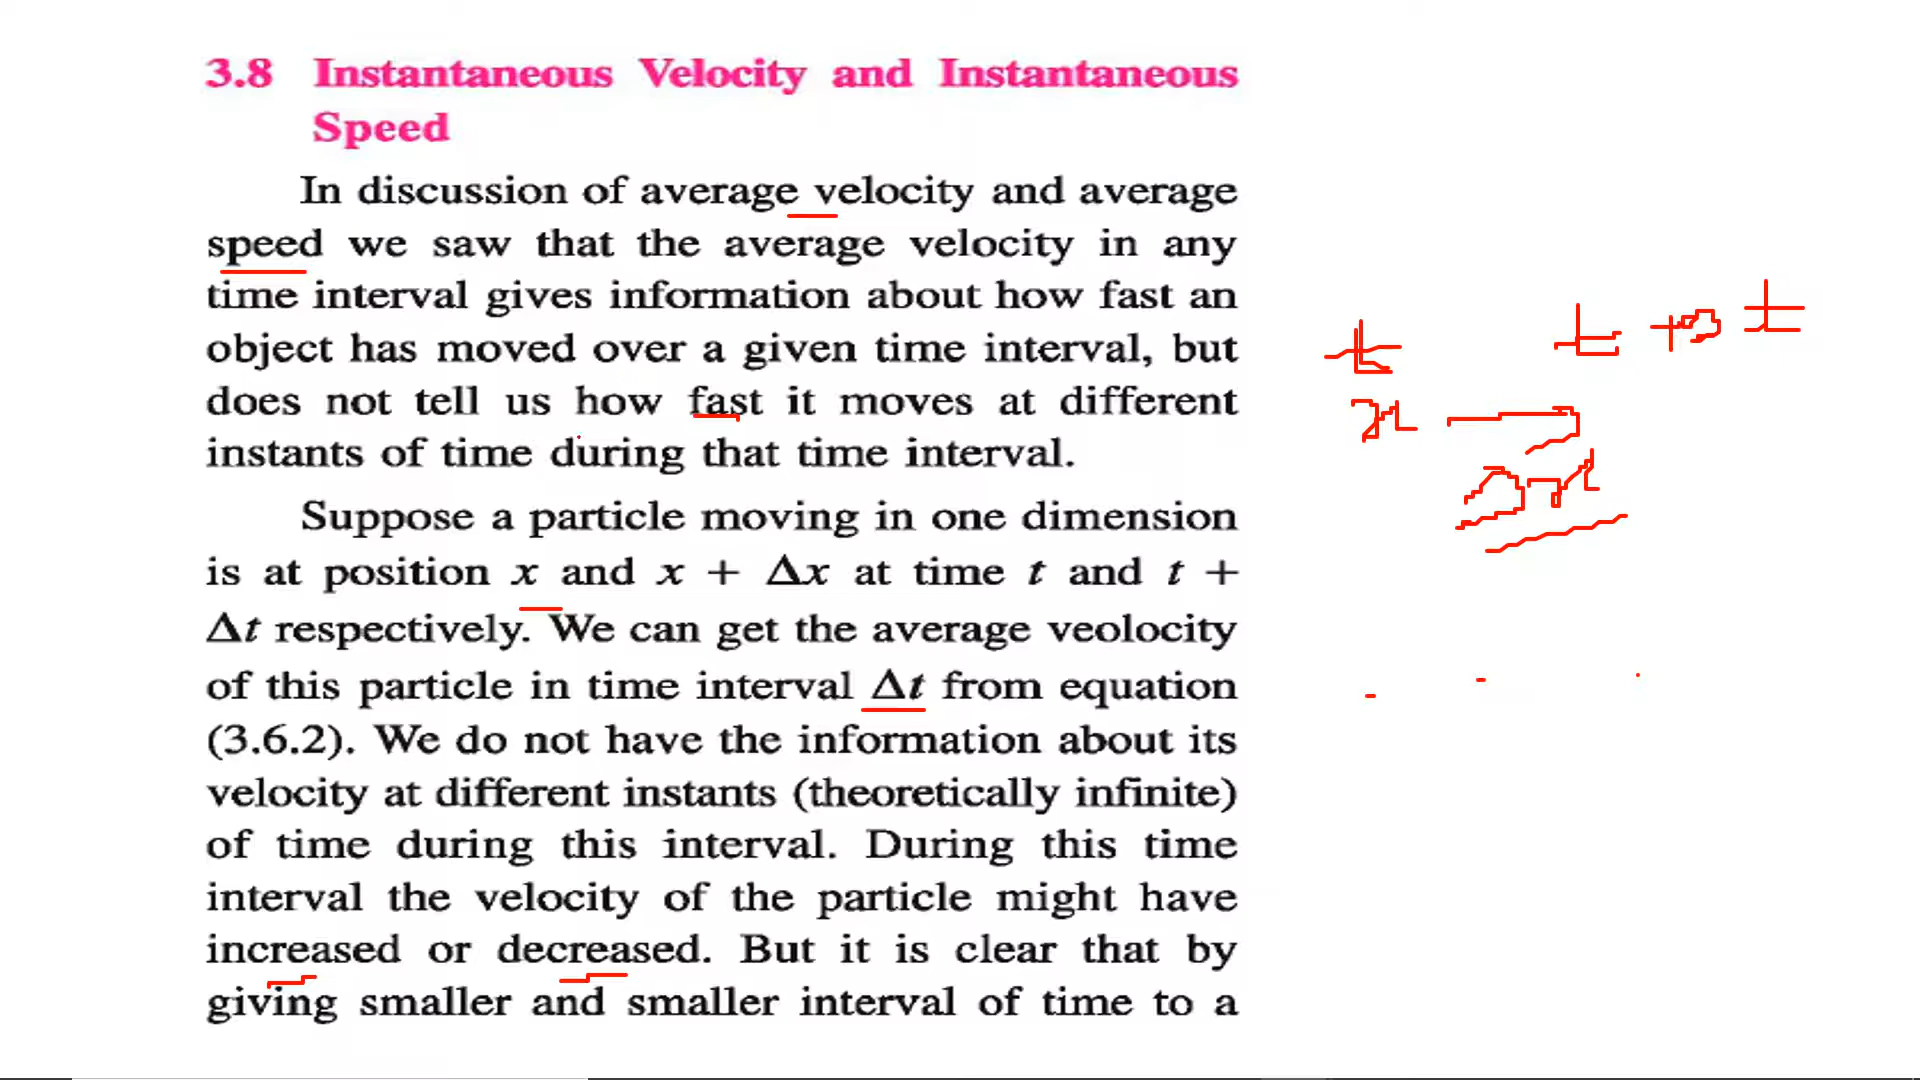 3.8 Instantaneous Velocity and Instantaneous
Speed
In discussion of average velocity and average
speed we saw that the average velocity in any
time interval gives information about how fast an
object has moved over a given time interval, but
does not tell us how fast it moves at different
instants of time during that time interval.
Suppose a particle moving in one dimension
is at position x and x + Δx at time t and t +
Δt respectively. We can get the average veolocity
of this particle in time interval Δt from equation
(3.6.2). We do not have the information about its
velocity at different instants (theoretically infinite)
of time during this interval. During this time
interval the velocity of the particle might have
increased or decreased. But it is clear that by
giving smaller and smaller interval of time to a
t t + t
x